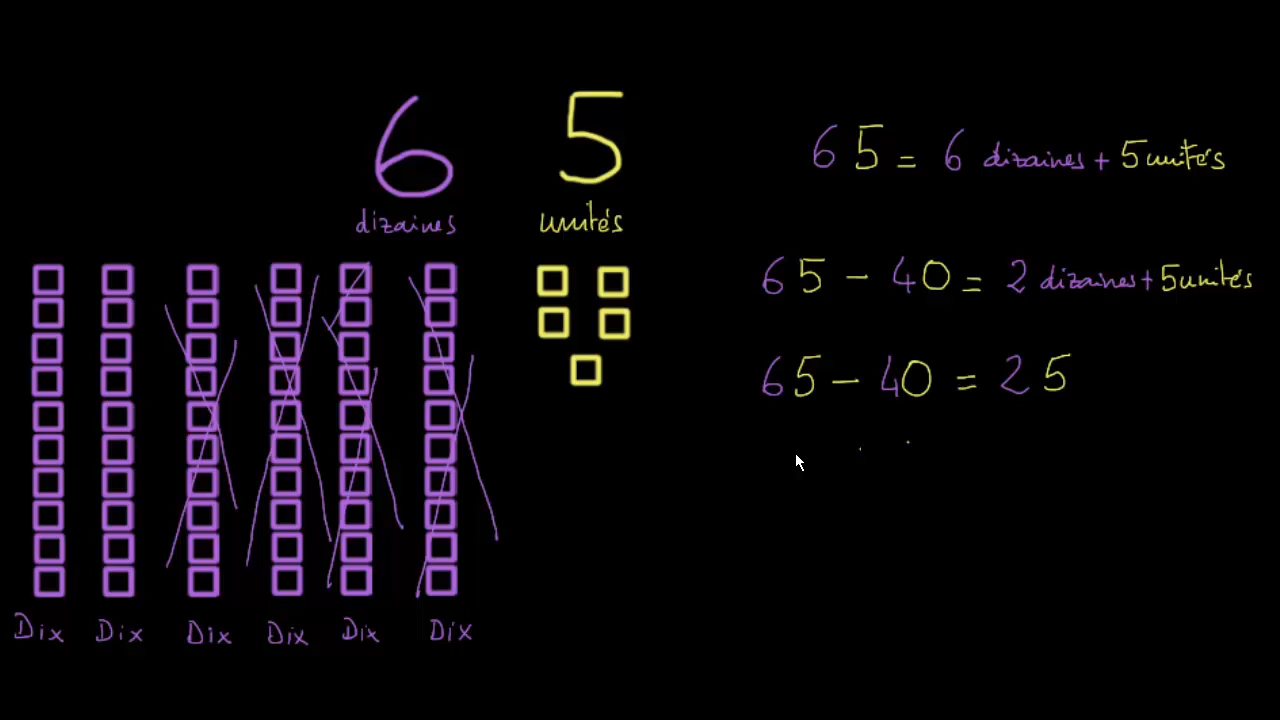 6 5
dizaines unités
Dix Dix Dix Dix Dix Dix
65 = 6 dizaines + 5 unités
65 - 40 = 2 dizaines + 5 unités
65 - 40 = 25